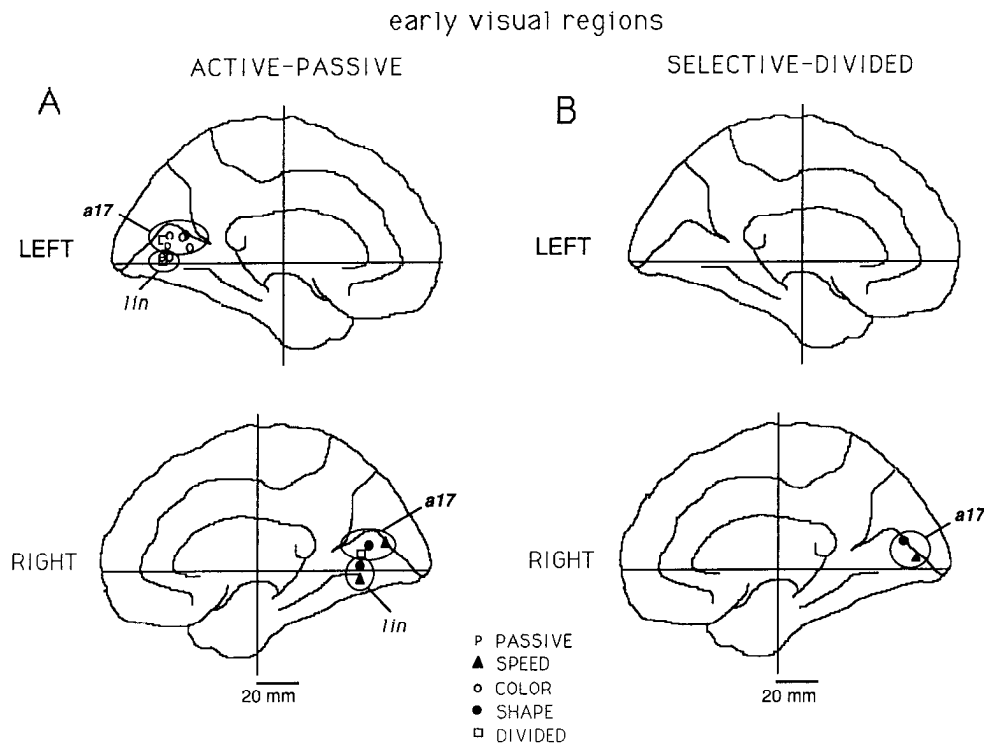 early visual regions
ACTIVE-PASSIVE
SELECTIVE-DIVIDED
A
B
a17
LEFT
lin
LEFT
a17
RIGHT
lin
a17
RIGHT
20 mm
20 mm
P PASSIVE
▲ SPEED
○ COLOR
● SHAPE
□ DIVIDED